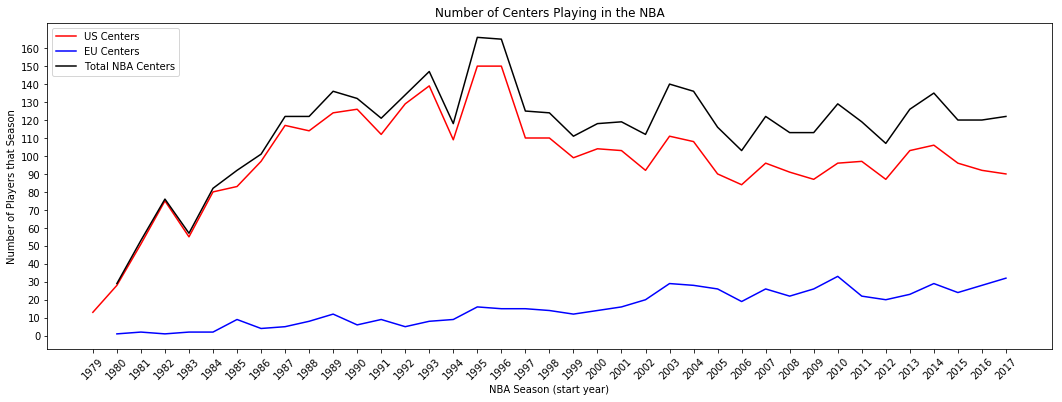 Number of Centers Playing in the NBA
US Centers
EU Centers
Total NBA Centers
Number of Players that Season
160
150
140
130
120
110
100
90
80
70
60
50
40
30
20
10
0
1979 1980 1981 1982 1983 1984 1985 1986 1987 1988 1989 1990 1991 1992 1993 1994 1995 1996 1997 1998 1999 2000 2001 2002 2003 2004 2005 2006 2007 2008 2009 2010 2011 2012 2013 2014 2015 2016 2017
NBA Season (start year)